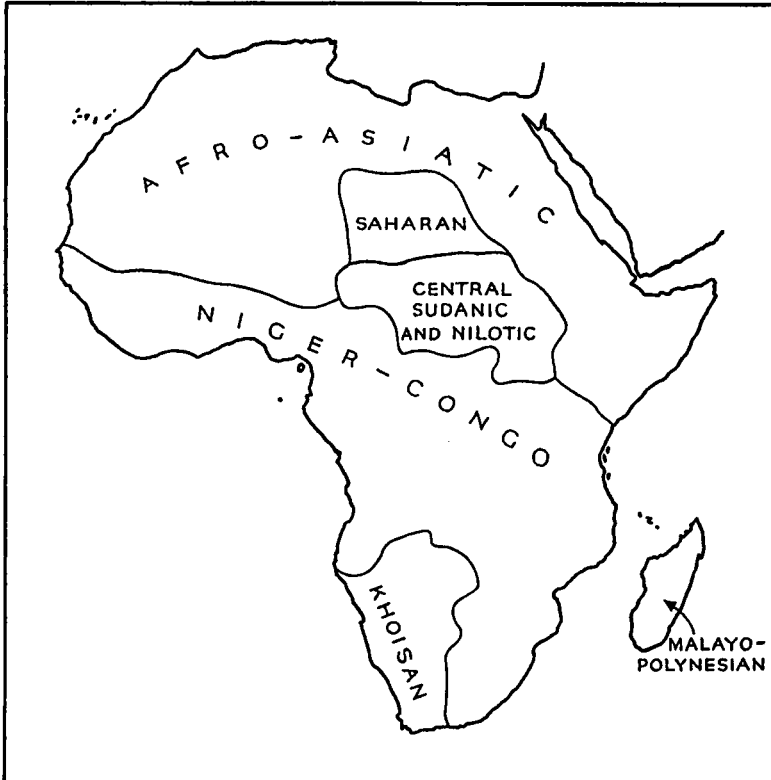 AFRO-ASIATIC
SAHARAN
CENTRAL
SUDANIC
AND NILOTIC
NIGER-CONGO
KHOISAN
MALAYO-
POLYNESIAN